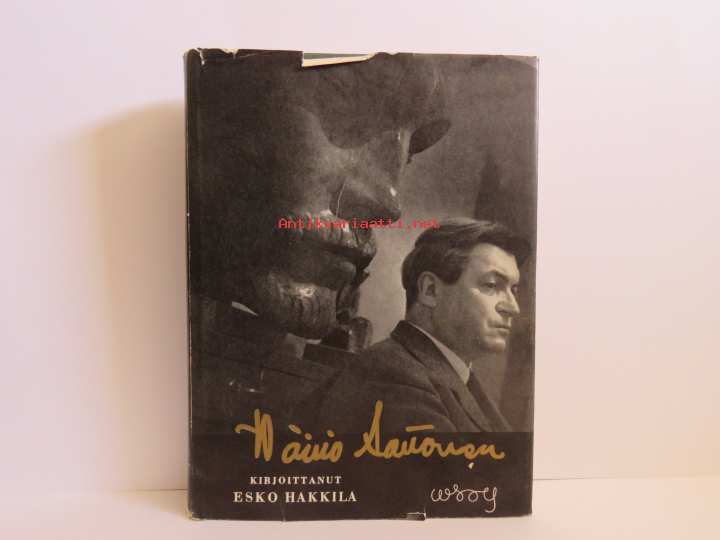 Antikvariaatti.net
Wäinö Aaltonen
KIRJOITTANUT
ESKO HAKKILA
WSOY